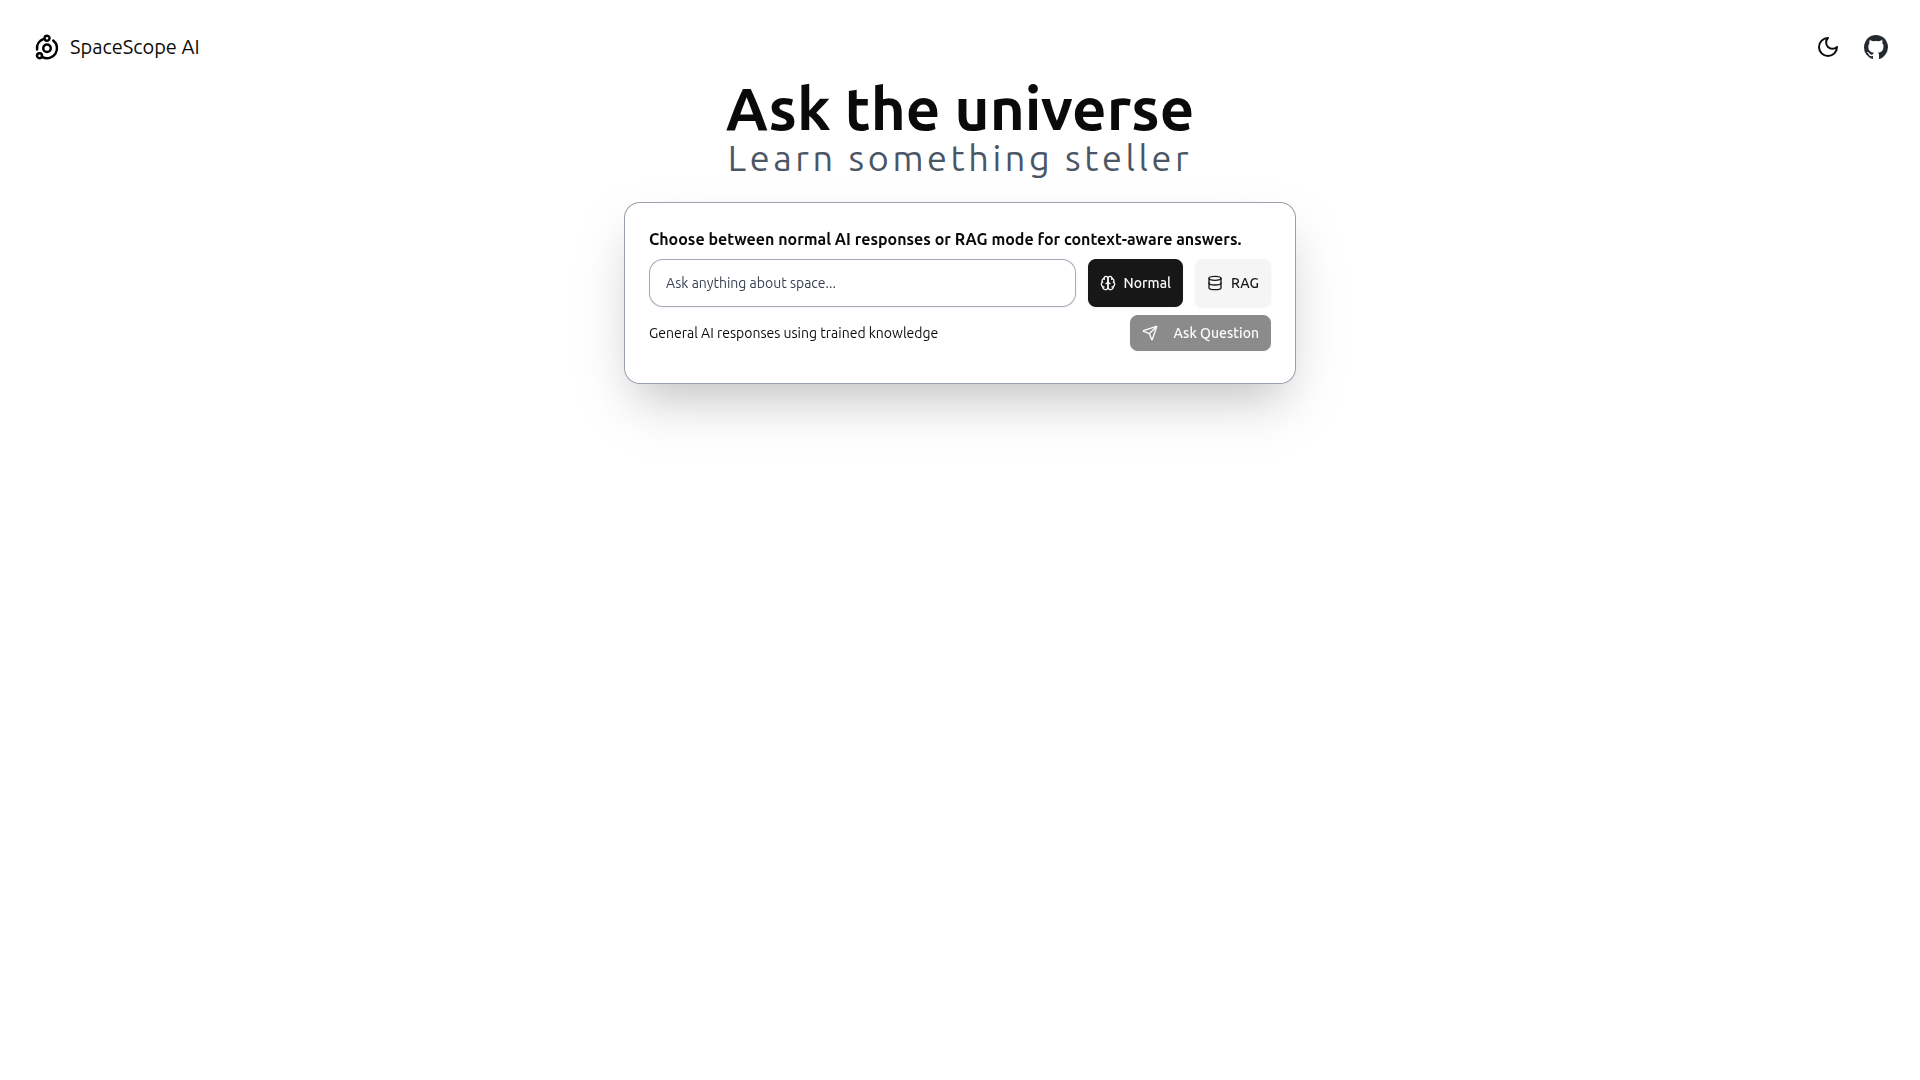 SpaceScope AI
Ask the universe
Learn something steller
Choose between normal AI responses or RAG mode for context-aware answers.
Ask anything about space...
Normal
RAG
General AI responses using trained knowledge
Ask Question